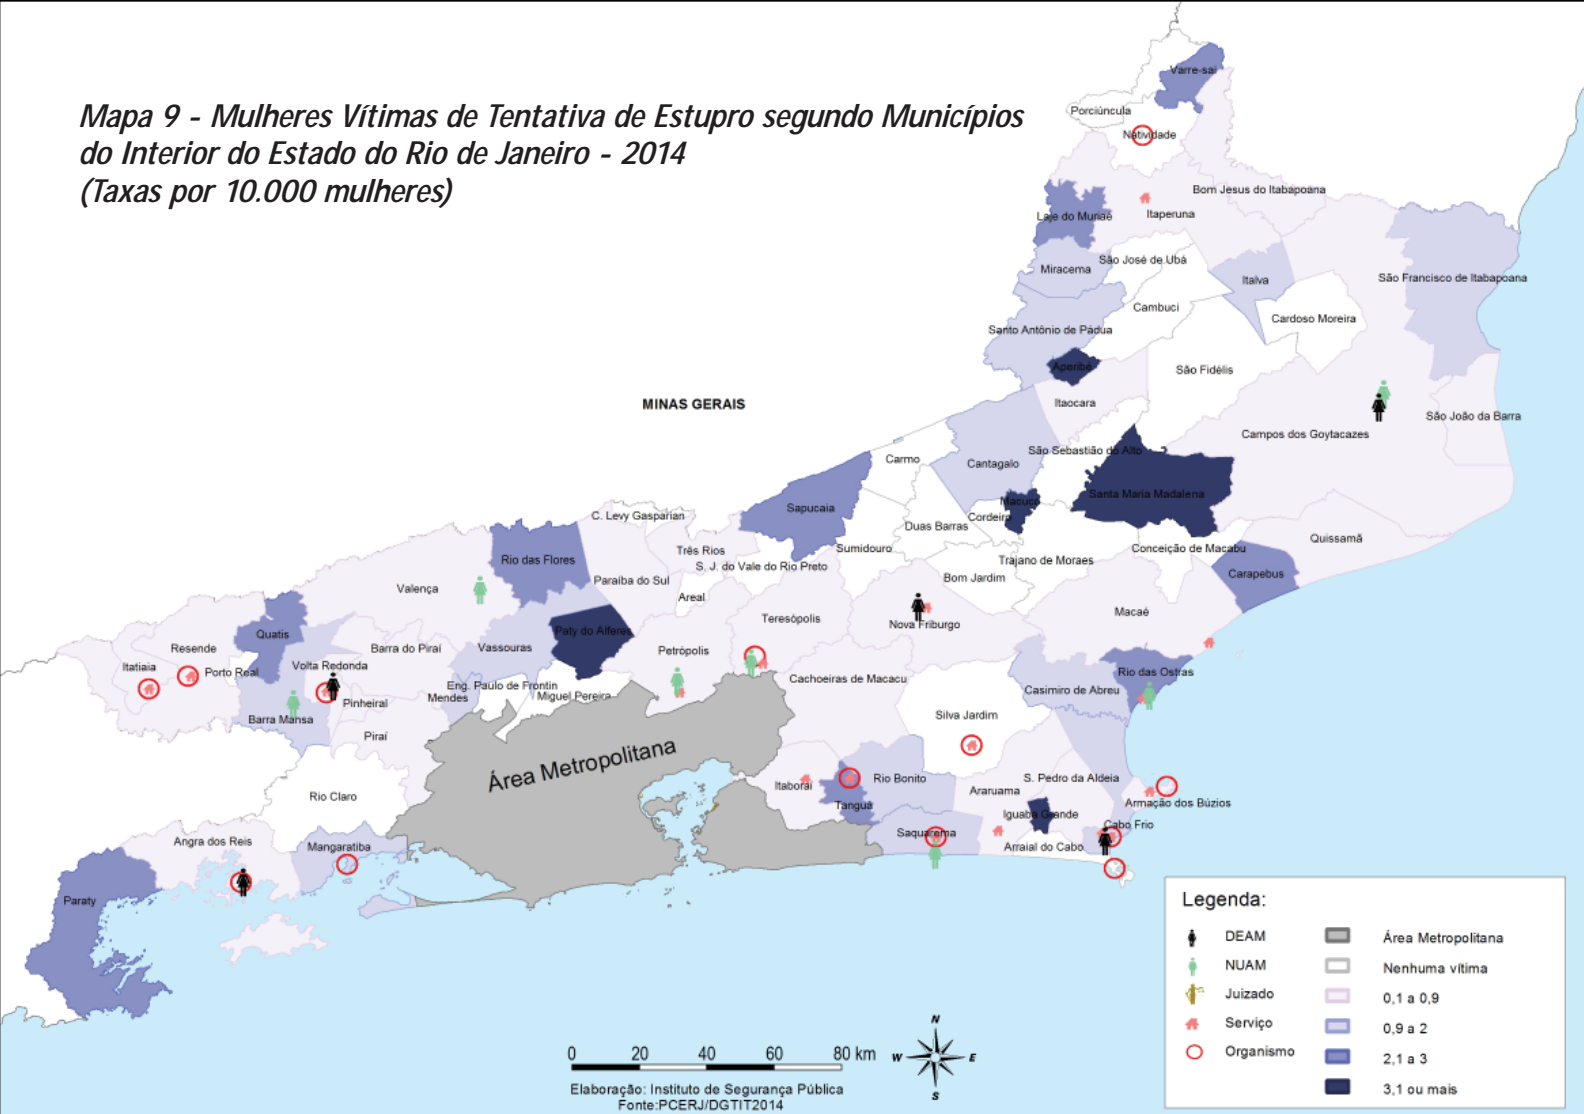 Mapa 9 - Mulheres Vítimas de Tentativa de Estupro segundo Municípios
do Interior do Estado do Rio de Janeiro - 2014
(Taxas por 10.000 mulheres)
Varre-sai
Porciúncula
Natividade
Bom Jesus do Itabapoana
Laje do Muriaé
Itaperuna
São José de Ubá
Miracema
Italva
São Francisco de Itabapoana
Cambuci
Cardoso Moreira
Santo Antônio de Pádua
Aperibé
São Fidélis
MINAS GERAIS
Itaocara
São João da Barra
Campos dos Goytacazes
São Sebastião do Alto
Carmo
Cantagalo
Santa Maria Madalena
Macuco
Sapucaia
C. Levy Gasparian
Cordeiro
Duas Barras
Quissamã
Três Rios
Sumidouro
Conceição de Macabu
Rio das Flores
Trajano de Moraes
S. J. do Vale do Rio Preto
Paraíba do Sul
Bom Jardim
Carapebus
Valença
Areal
Macaé
Teresópolis
Nova Friburgo
Quatis
Paty do Alferes
Resende
Barra do Piraí
Vassouras
Petrópolis
Itatiaia
Porto Real
Volta Redonda
Rio das Ostras
Cachoeiras de Macacu
Eng. Paulo de Frontin
Casimiro de Abreu
Mendes
Miguel Pereira
Pinheiral
Barra Mansa
Silva Jardim
Piraí
Área Metropolitana
Rio Bonito
S. Pedro da Aldeia
Itaboraí
Araruama
Rio Claro
Tanguá
Armação dos Búzios
Iguaba Grande
Cabo Frio
Saquarema
Angra dos Reis
Mangaratiba
Arraial do Cabo
Paraty
Legenda:
DEAM
Área Metropolitana
NUAM
Nenhuma vítima
Juizado
0,1 a 0,9
Serviço
0,9 a 2
Organismo
2,1 a 3
3,1 ou mais
N
W
E
S
0 20 40 60 80 km
Elaboração: Instituto de Segurança Pública
Fonte:PCERJ/DGTIT2014